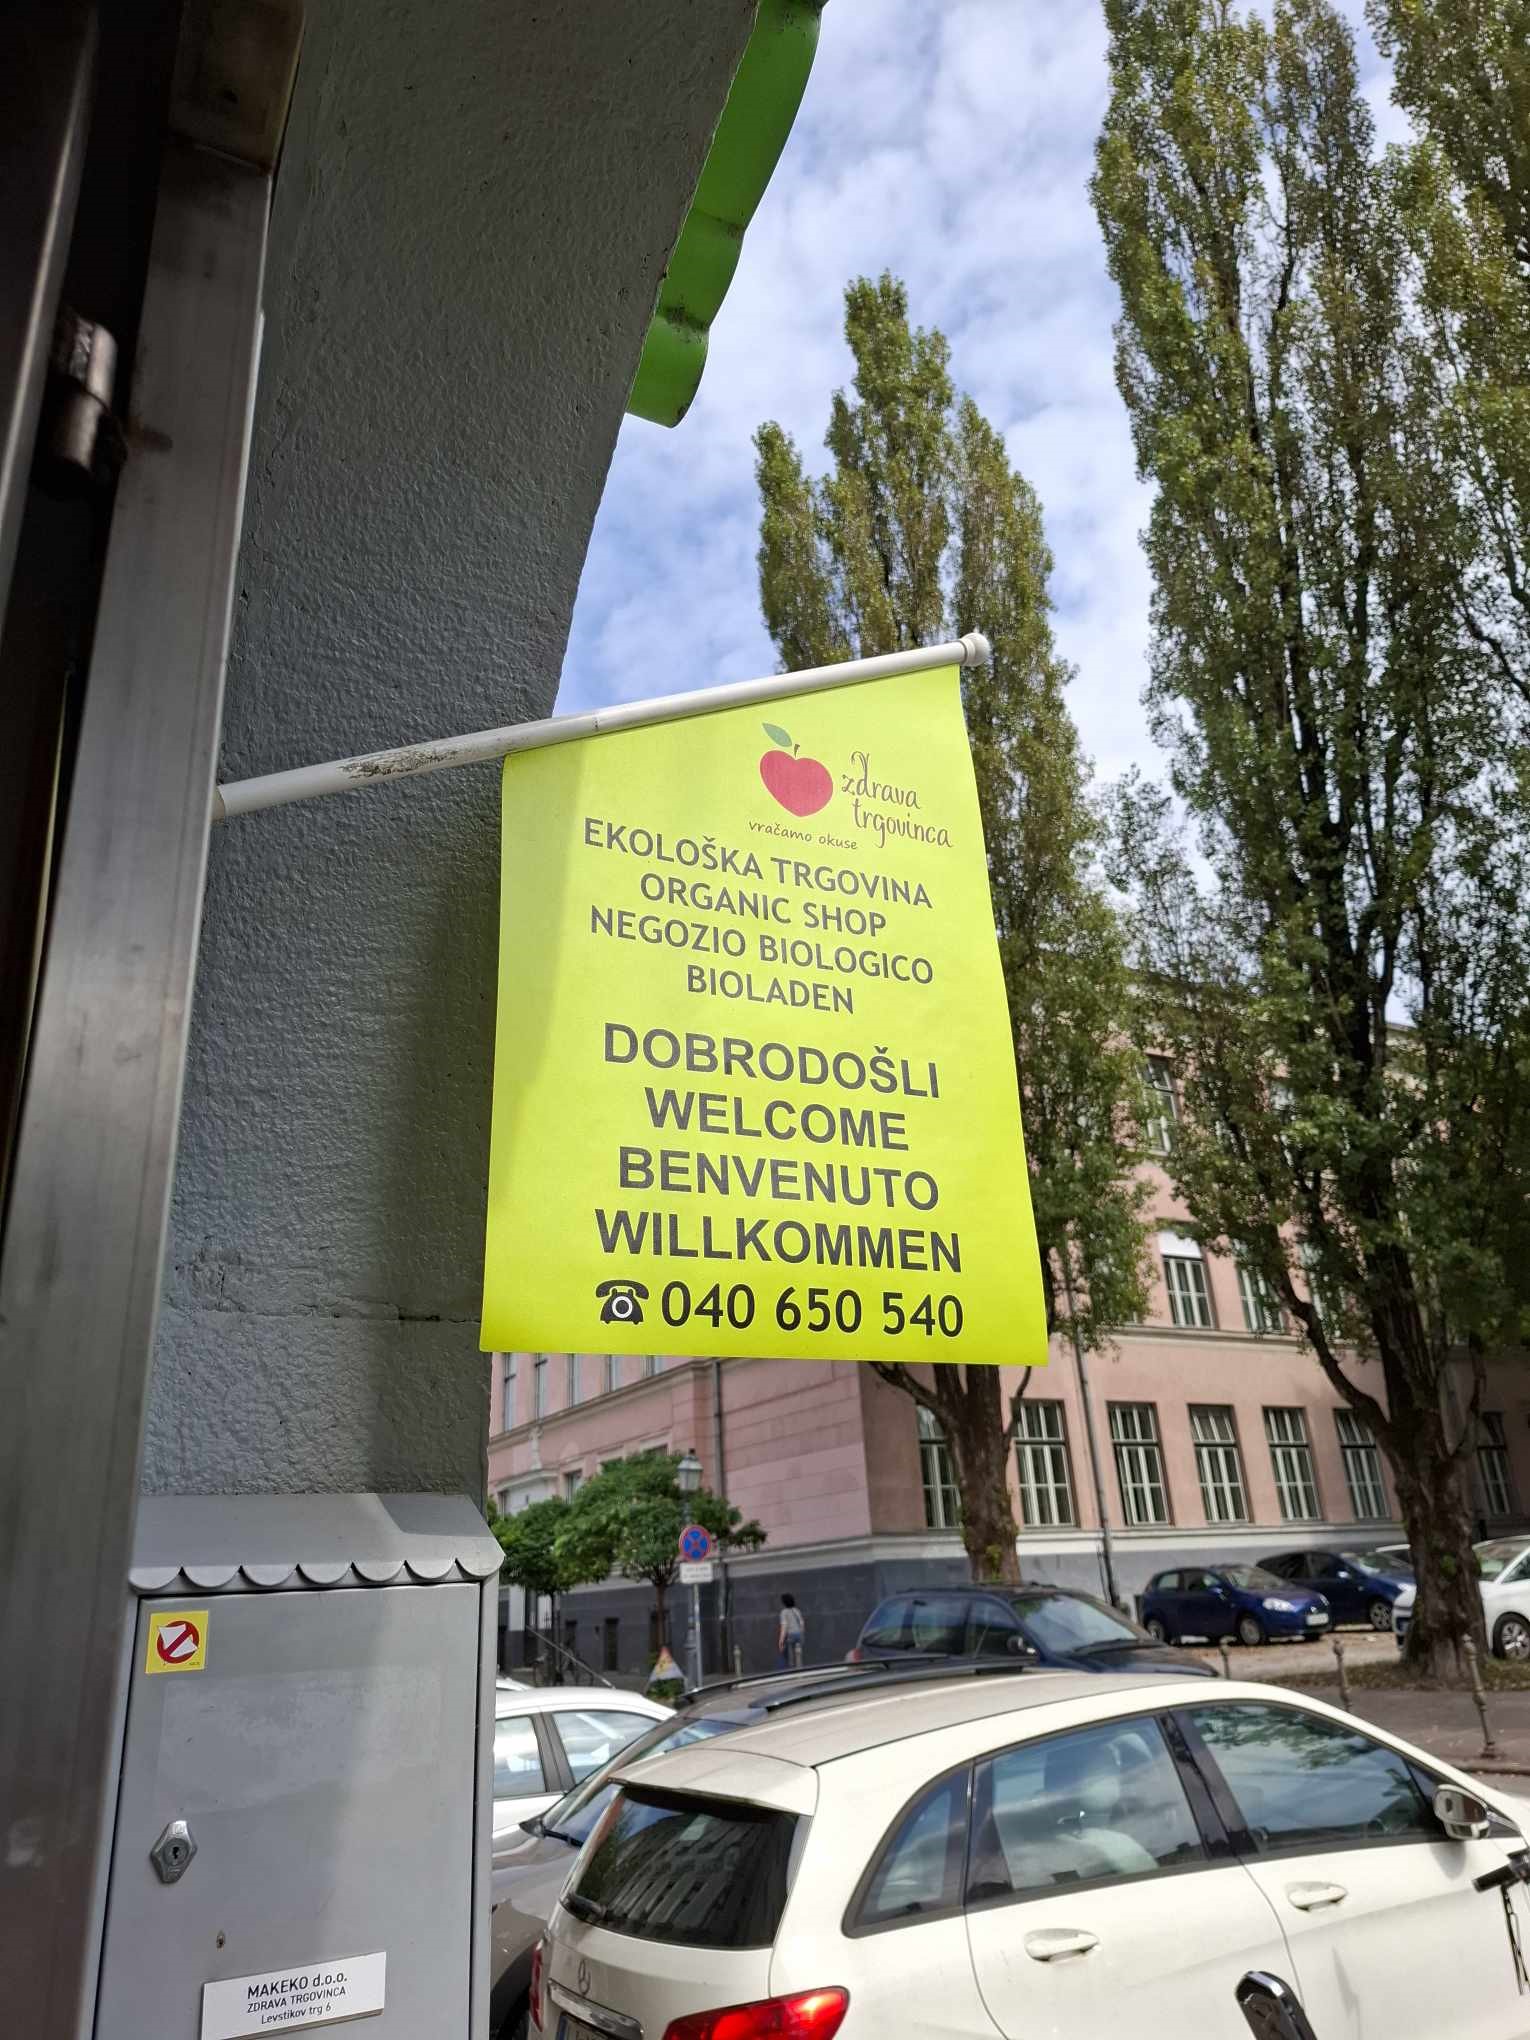 zdrava
trgovinca
vračamo okuse
EKOLOŠKA TRGOVINA
ORGANIC SHOP
NEGOZIO BIOLOGICO
BIOLADEN
DOBRODOŠLI
WELCOME
BENVENUTO
WILLKOMMEN
040 650 540
MAKEKO d.o.o.
ZDRAVA TRGOVINCA
Levstikov trg 6